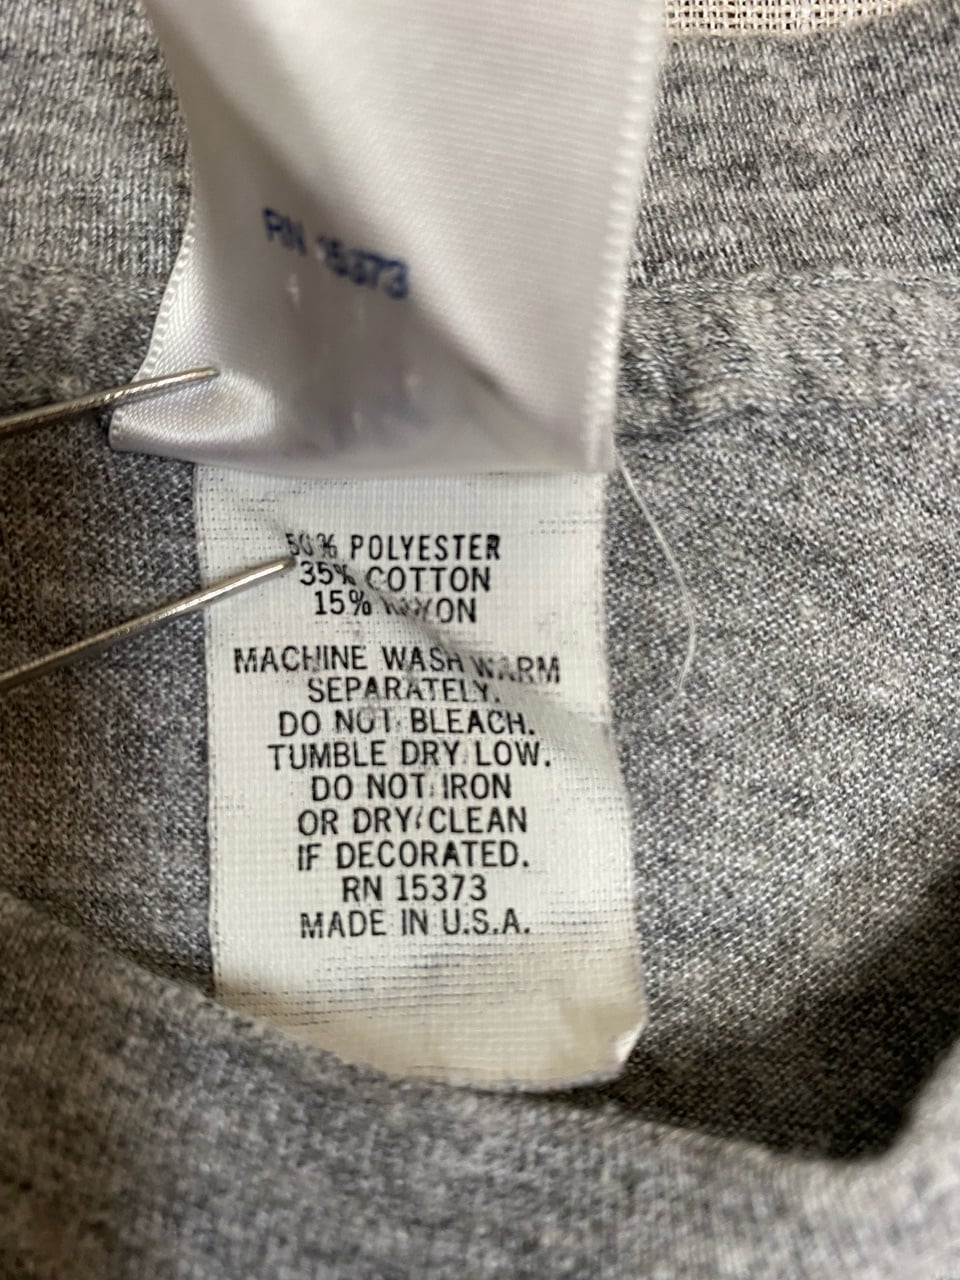 RN 15373
50% POLYESTER
35% COTTON
15% RAYON
MACHINE WASH WARM
SEPARATELY.
DO NOT BLEACH.
TUMBLE DRY LOW.
DO NOT IRON
OR DRY CLEAN
IF DECORATED.
RN 15373
MADE IN U.S.A.